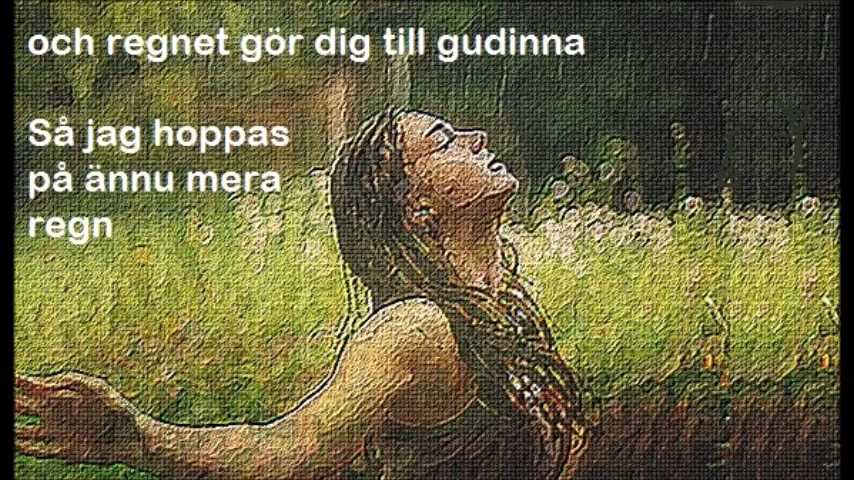 och regnet gör dig till gudinna
Så jag hoppas
på ännu mera
regn